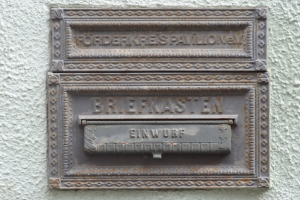 FÖRDERKREIS PAVILLON e.V.
BRIEFKASTEN
EINWURF